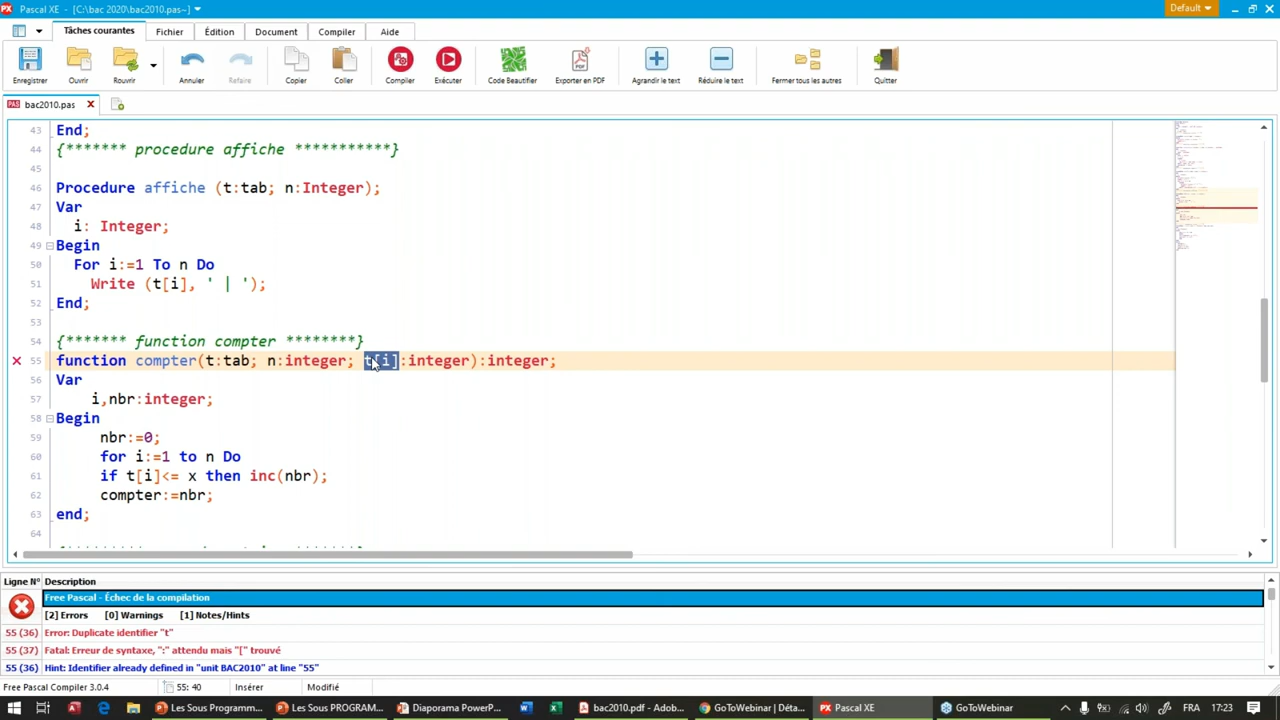 Pascal XE - [C:\bac 2020\bac2010.pas~]
Default
Tâches courantes Fichier Édition Document Compiler Aide
Enregistrer Ouvrir Rouvrir Annuler Refaire Copier Coller Compiler Exécuter Code Beautifier Exporter en PDF Agrandir le text Réduire le text Fermer tous les autres Quitter
bac2010.pas
43 End;
44 {******* procedure affiche ***********}
45
46 Procedure affiche (t:tab; n:Integer);
47 Var
48 i: Integer;
49 Begin
50 For i:=1 To n Do
51 Write (t[i], ' | ');
52 End;
53
54 {******* function compter ********}
55 function compter(t:tab; n:integer; t[i]:integer):integer;
56 Var
57 i,nbr:integer;
58 Begin
59 nbr:=0;
60 for i:=1 to n Do
61 if t[i]<= x then inc(nbr);
62 compter:=nbr;
63 end;
64
Ligne N° Description
Free Pascal - Échec de la compilation
[2] Errors [0] Warnings [1] Notes/Hints
55 (36) Error: Duplicate identifier "t"
55 (37) Fatal: Erreur de syntaxe, ":" attendu mais "[" trouvé
55 (36) Hint: Identifier already defined in "unit BAC2010" at line "55"
Free Pascal Compiler 3.0.4 55: 40 Insérer Modifié
Les Sous Programm... Les Sous PROGRAM... Diaporama PowerP... bac2010.pdf - Adob... GoToWebinar | Déta... Pascal XE GoToWebinar FRA 17:23